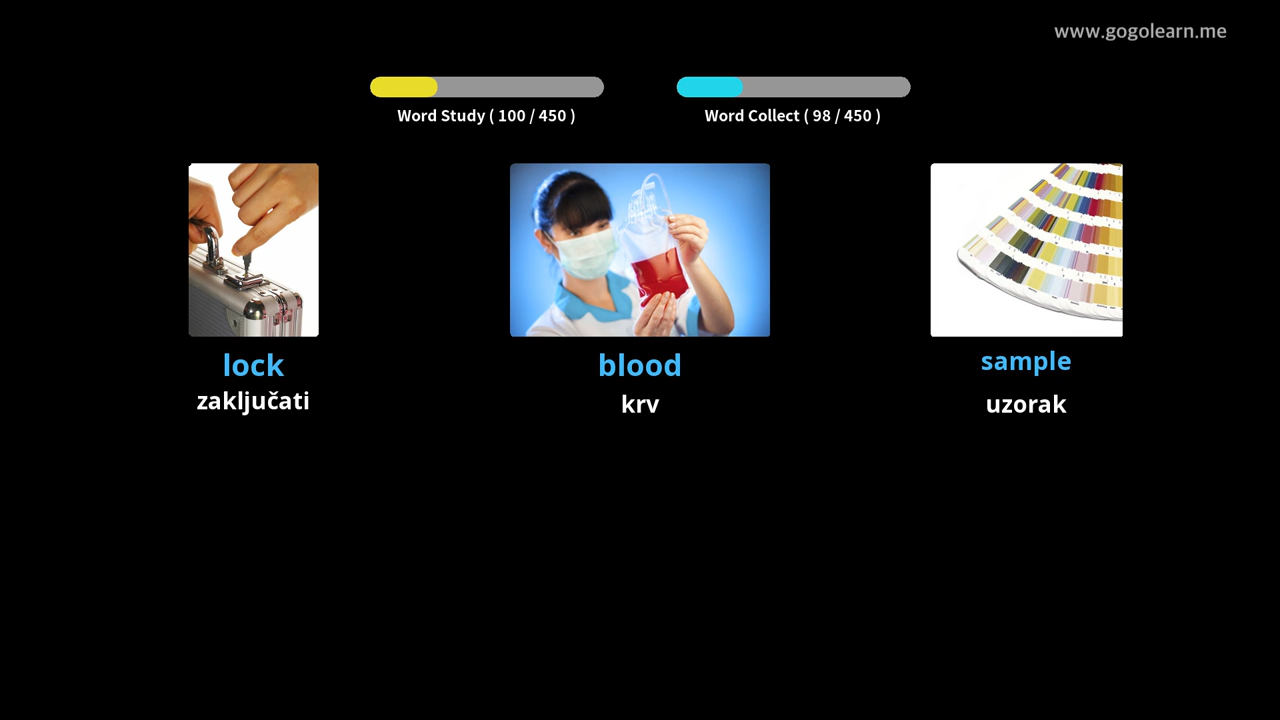 www.gogolearn.me
Word Study ( 100 / 450 )
Word Collect ( 98 / 450 )
lock
blood
sample
zaključati
krv
uzorak